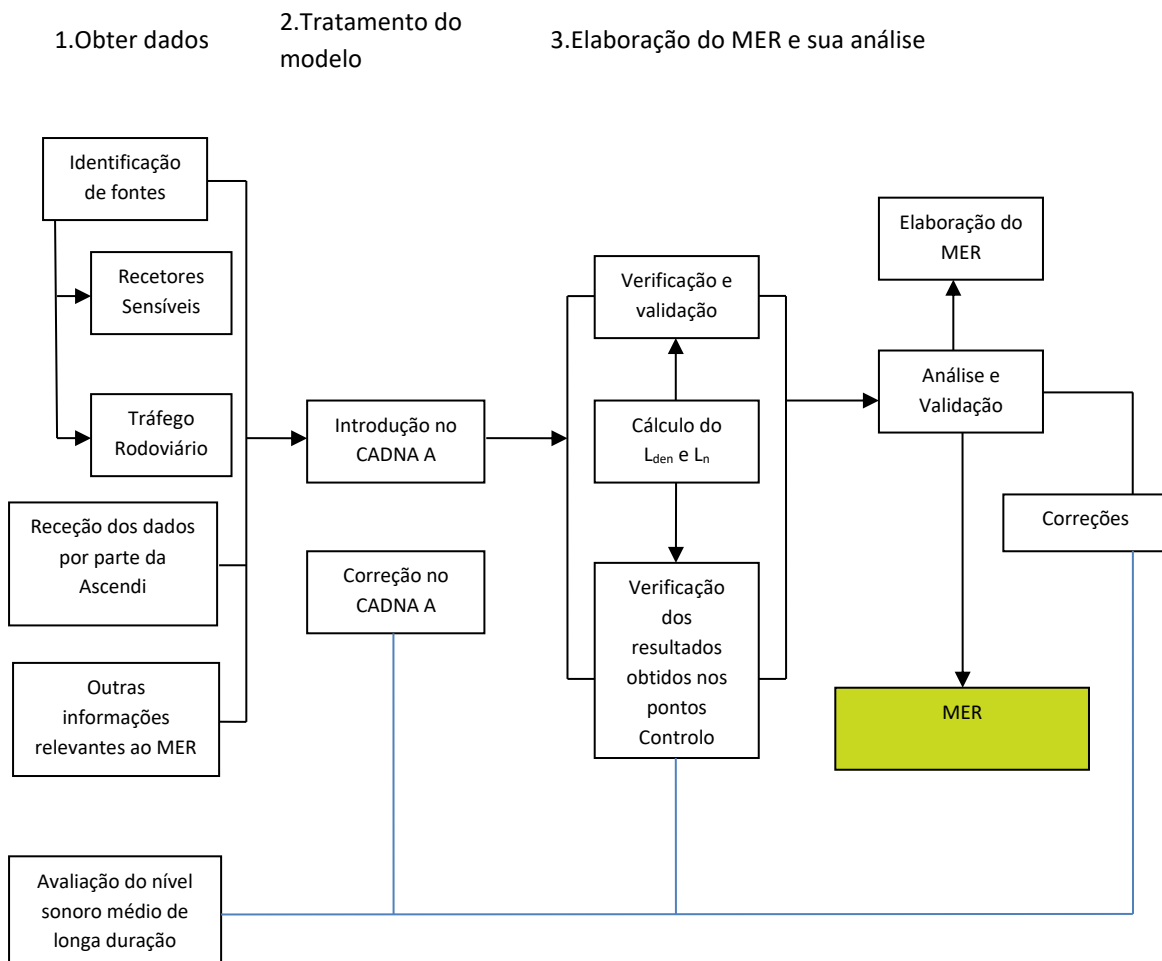 1.Obter dados
2.Tratamento do
modelo
3.Elaboração do MER e sua análise
Identificação
de fontes
Recetores
Sensíveis
Tráfego
Rodoviário
Receção dos dados
por parte da
Ascendi
Outras
informações
relevantes ao MER
Avaliação do nível
sonoro médio de
longa duração
Introdução no
CADNA A
Correção no
CADNA A
Verificação e
validação
Cálculo do
Lden e Ln
Verificação
dos
resultados
obtidos nos
pontos
Controlo
Elaboração do
MER
Análise e
Validação
Correções
MER